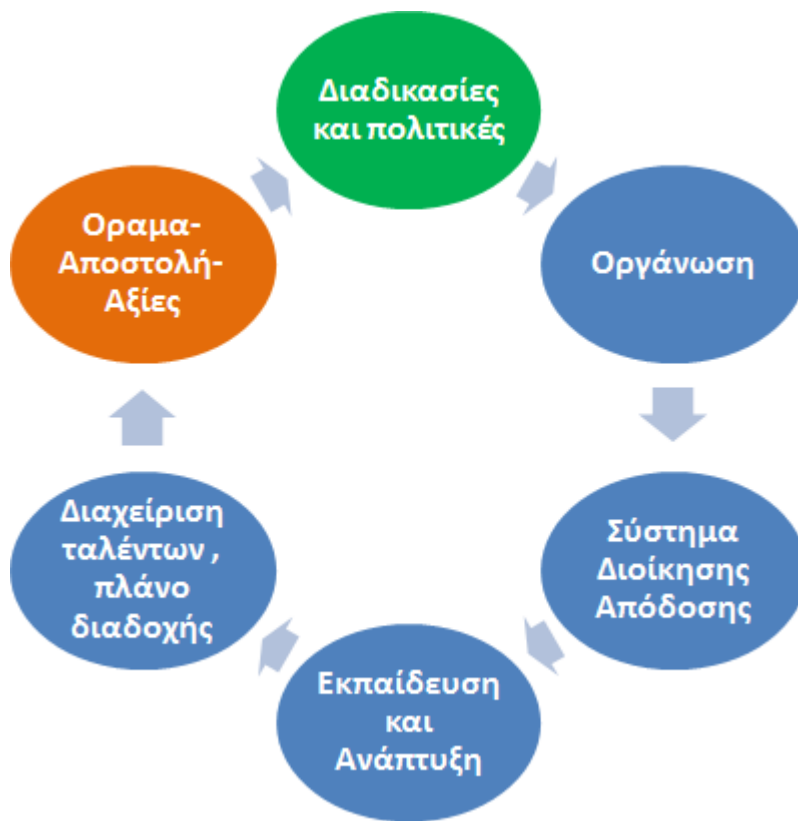 Διαδικασίες
και πολιτικές
Οργάνωση
Σύστημα
Διοίκησης
Απόδοσης
Εκπαίδευση
και
Ανάπτυξη
Διαχείριση
ταλέντων ,
πλάνο
διαδοχής
Οραμα-
Αποστολή-
Αξίες